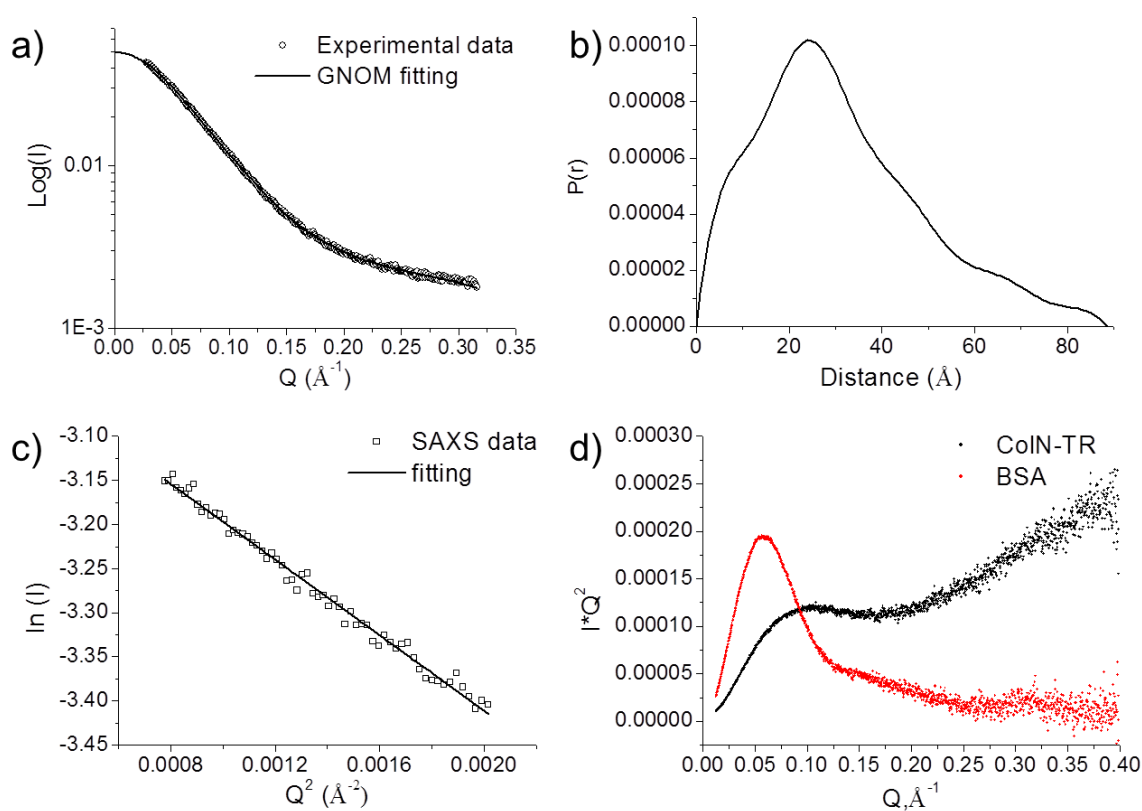 a)
Experimental data
GNOM fitting
Log(I)
0.01
1E-3
0.00 0.05 0.10 0.15 0.20 0.25 0.30 0.35
Q (Å⁻¹)
b)
P(r)
0.00010
0.00008
0.00006
0.00004
0.00002
0.00000
0 20 40 60 80
Distance (Å)
c)
SAXS data
fitting
ln (I)
-3.10
-3.15
-3.20
-3.25
-3.30
-3.35
-3.40
-3.45
0.0008 0.0012 0.0016 0.0020
Q² (Å⁻²)
d)
ColN-TR
BSA
I*Q²
0.00030
0.00025
0.00020
0.00015
0.00010
0.00005
0.00000
0.00 0.05 0.10 0.15 0.20 0.25 0.30 0.35 0.40
Q,Å⁻¹